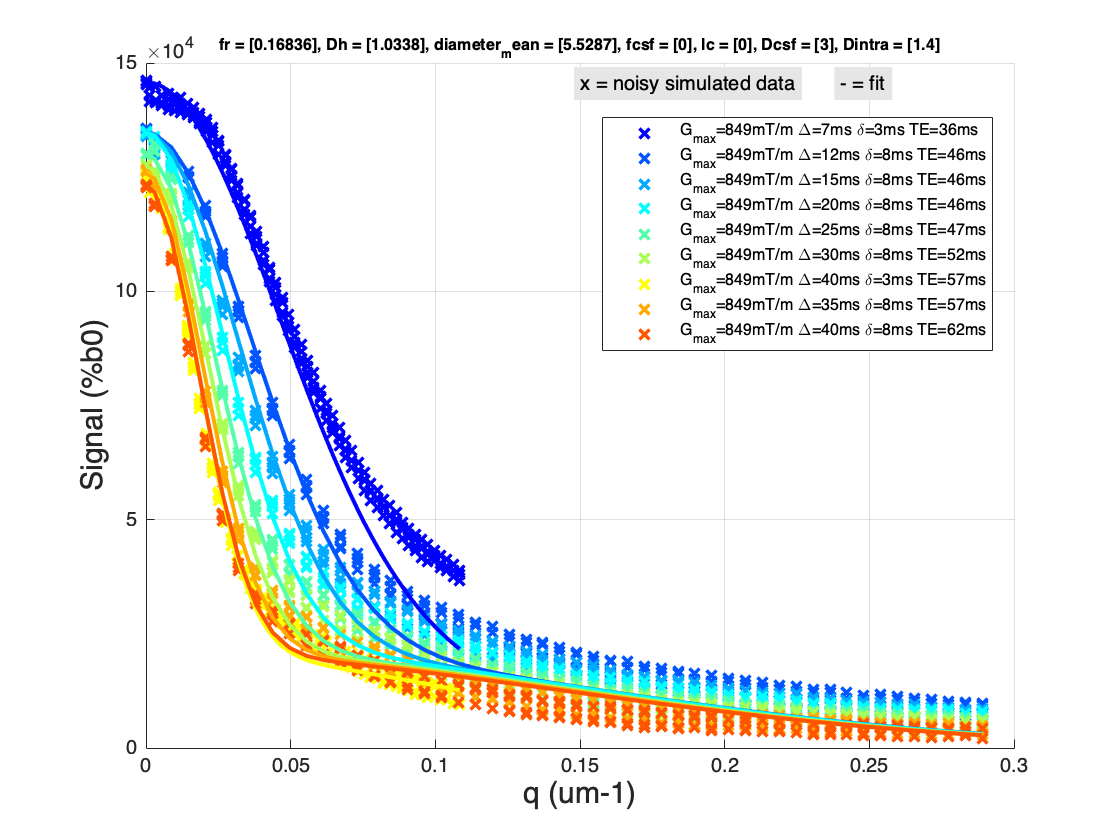 fr = [0.16836], Dh = [1.0338], diameter_mean = [5.5287], fcsf = [0], lc = [0], Dcsf = [3], Dintra = [1.4]
×10⁴
x = noisy simulated data - = fit
G_max=849mT/m Δ=7ms δ=3ms TE=36ms
G_max=849mT/m Δ=12ms δ=8ms TE=46ms
G_max=849mT/m Δ=15ms δ=8ms TE=46ms
G_max=849mT/m Δ=20ms δ=8ms TE=46ms
G_max=849mT/m Δ=25ms δ=8ms TE=47ms
G_max=849mT/m Δ=30ms δ=8ms TE=52ms
G_max=849mT/m Δ=40ms δ=3ms TE=57ms
G_max=849mT/m Δ=35ms δ=8ms TE=57ms
G_max=849mT/m Δ=40ms δ=8ms TE=62ms
15
10
5
0
Signal (%b0)
0 0.05 0.1 0.15 0.2 0.25 0.3
q (um-1)